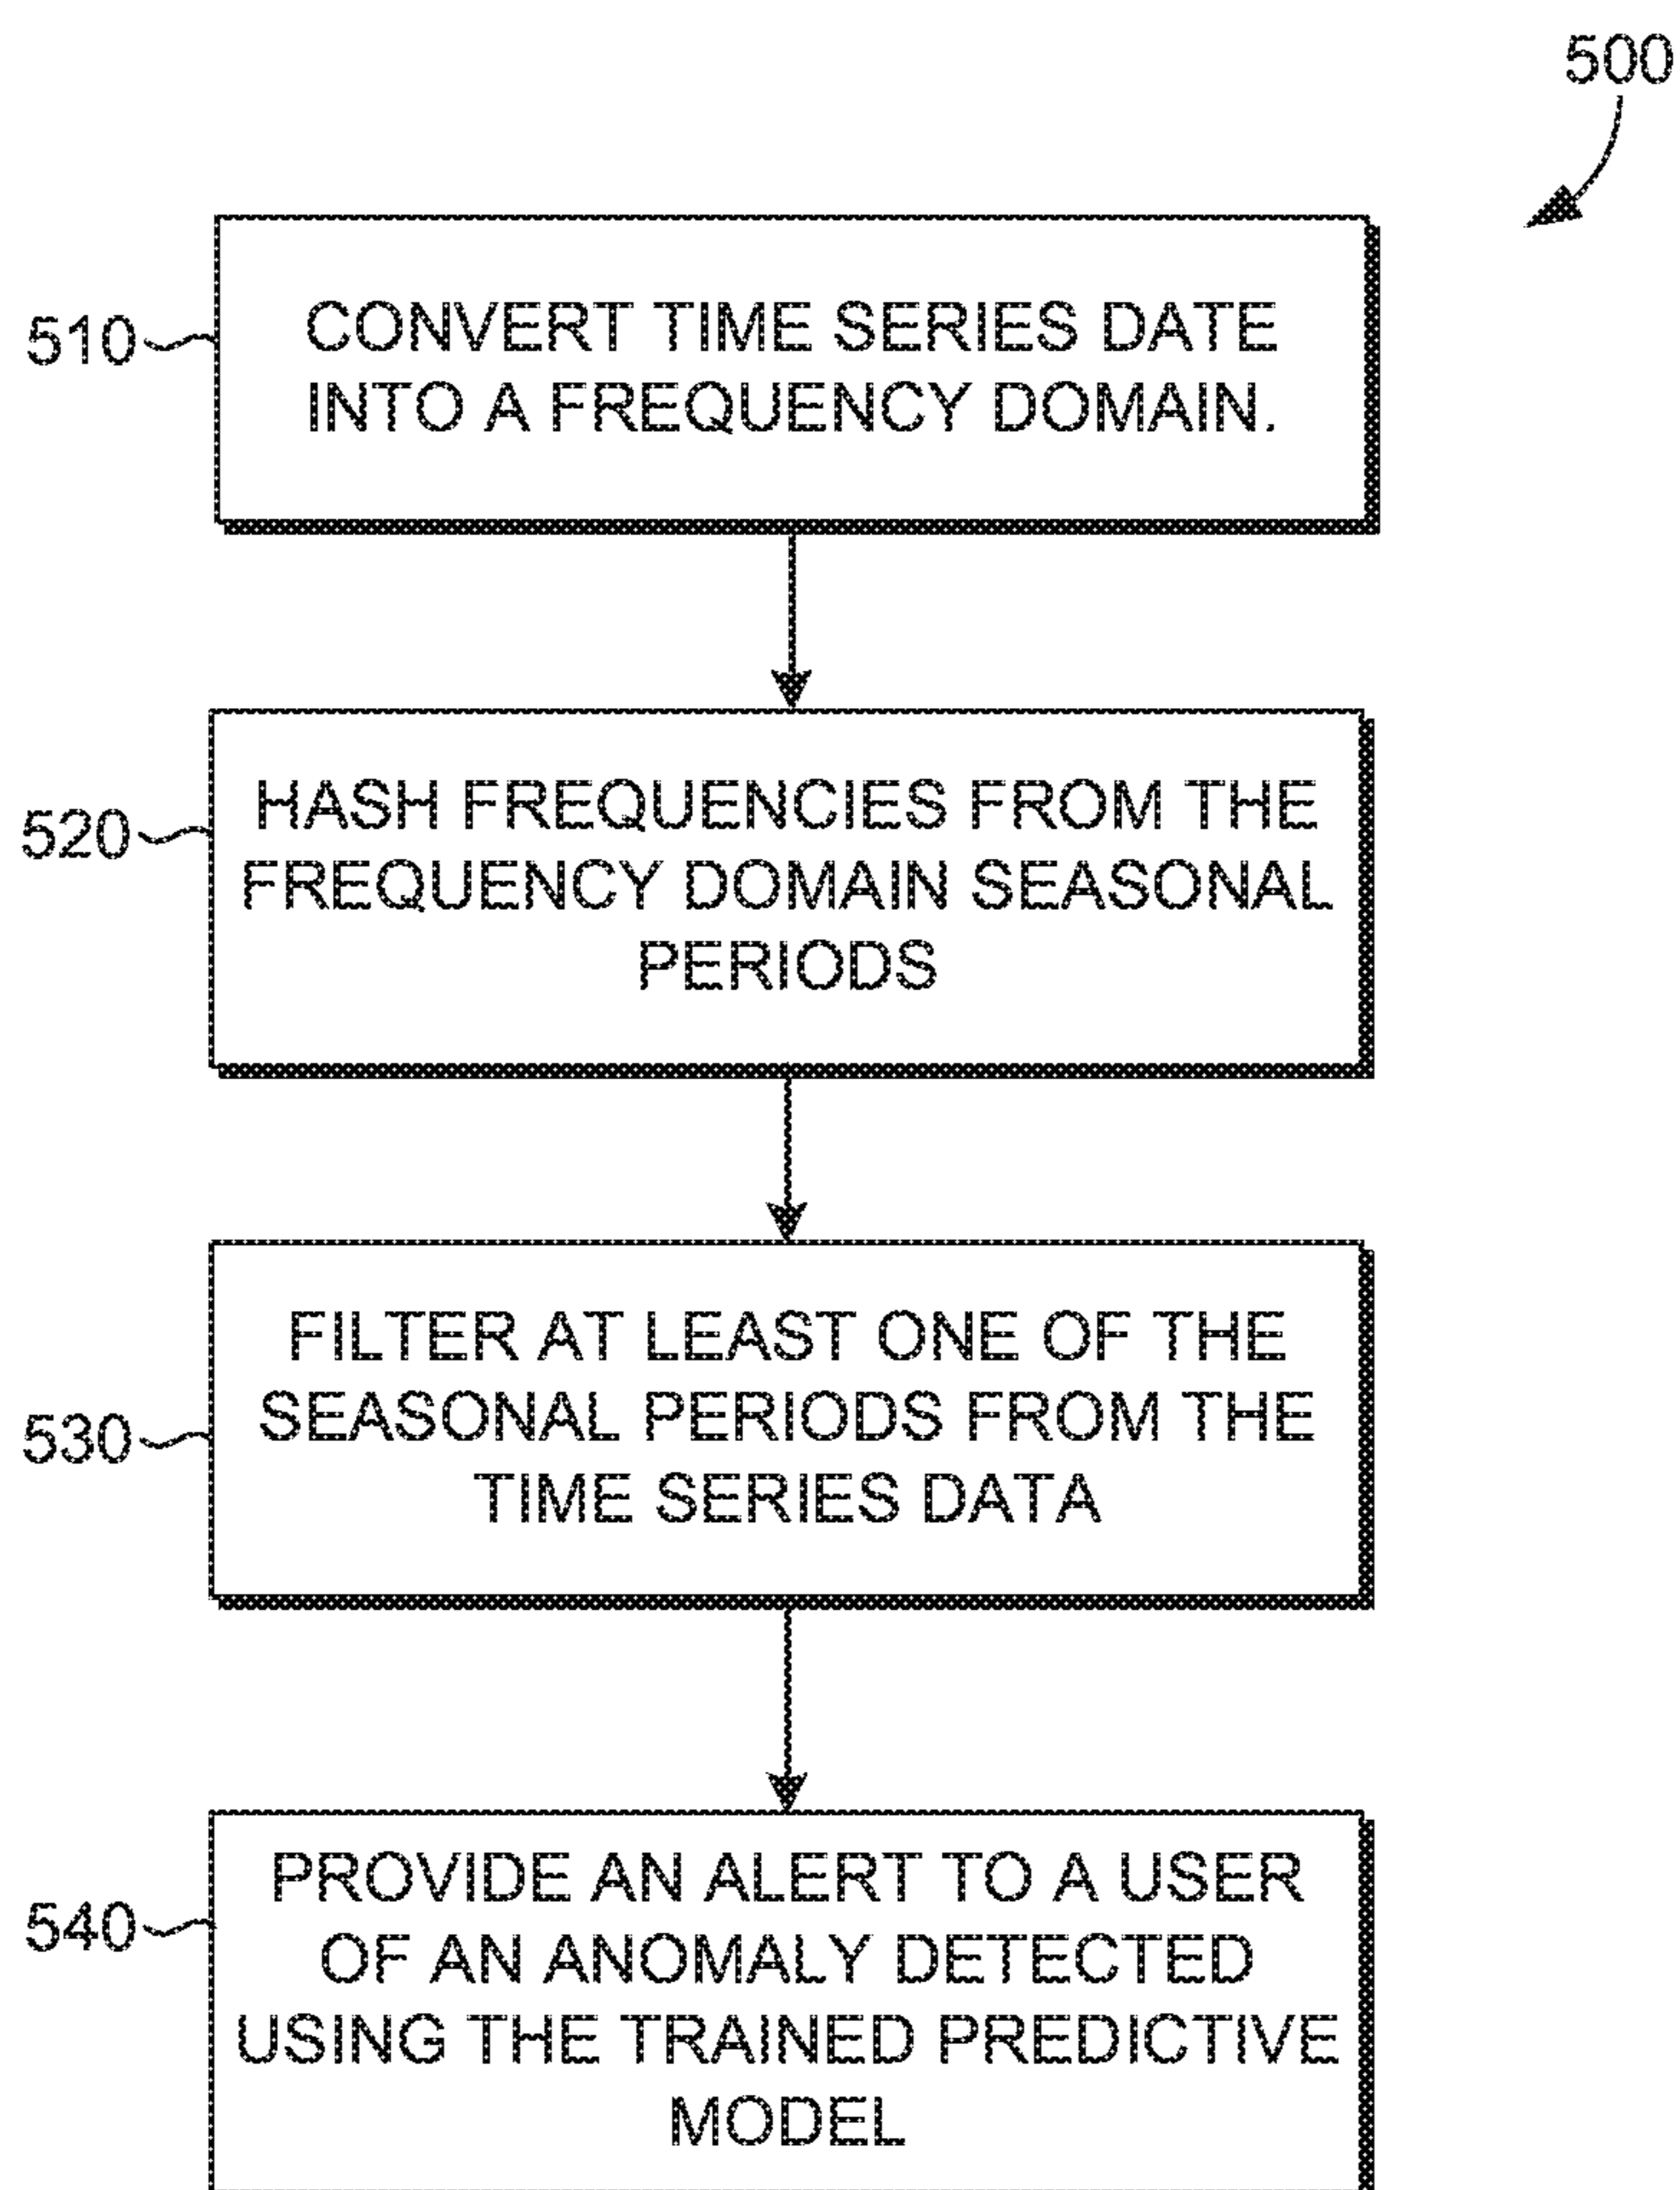 500
510
CONVERT TIME SERIES DATE
INTO A FREQUENCY DOMAIN.
520
HASH FREQUENCIES FROM THE
FREQUENCY DOMAIN SEASONAL
PERIODS
530
FILTER AT LEAST ONE OF THE
SEASONAL PERIODS FROM THE
TIME SERIES DATA
540
PROVIDE AN ALERT TO A USER
OF AN ANOMALY DETECTED
USING THE TRAINED PREDICTIVE
MODEL